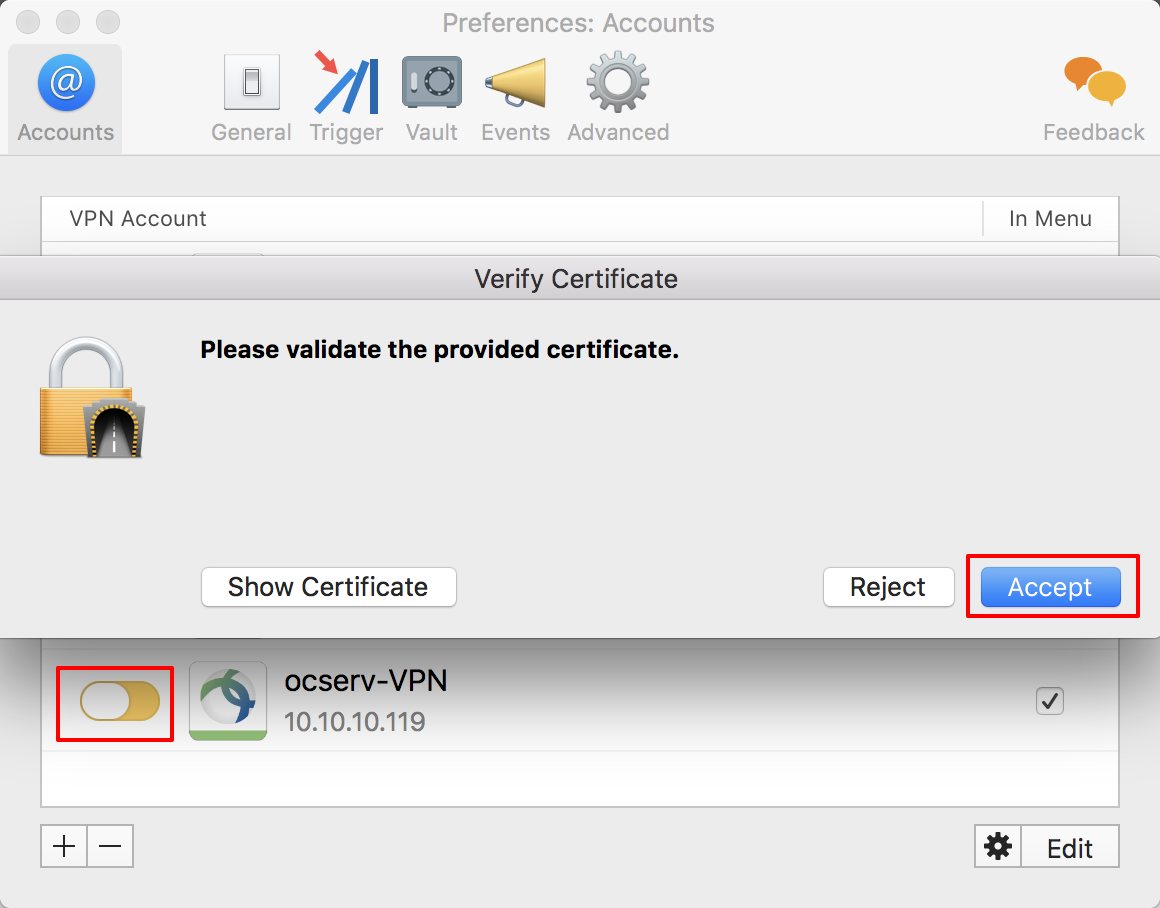 Preferences: Accounts
@
Accounts
General
Trigger
Vault
Events
Advanced
Feedback
VPN Account
In Menu
Verify Certificate
Please validate the provided certificate.
Show Certificate
Reject
Accept
ocserv-VPN
10.10.10.119
Edit